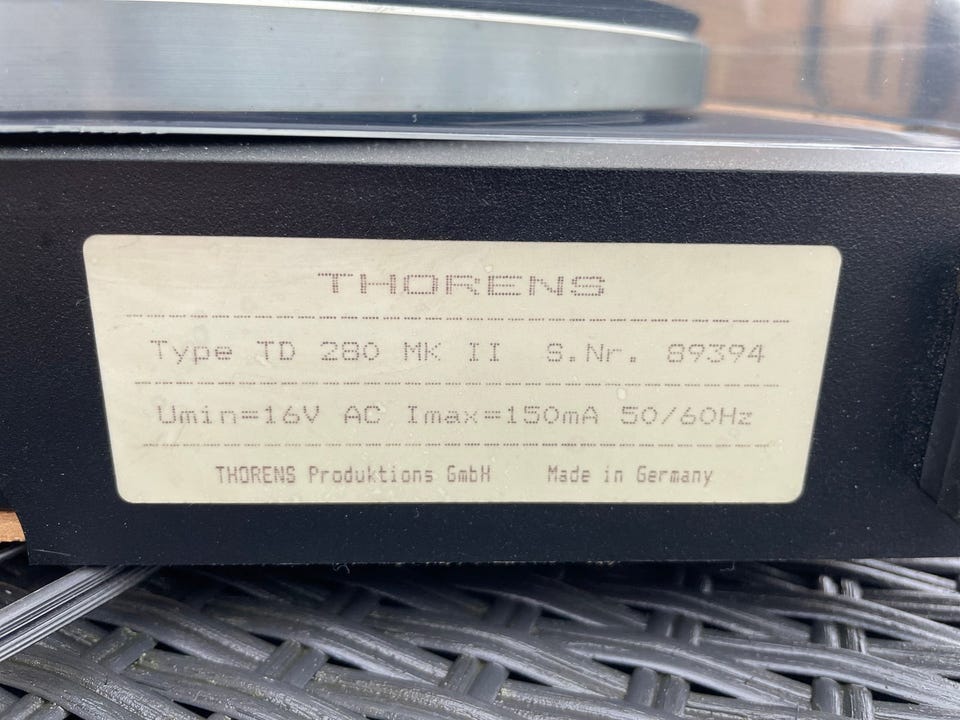 THORENS
Type TD 280 MK II S.Nr. 89394
Umin=16V AC Imax=150mA 50/60Hz
THORENS Produktions GmbH Made in Germany